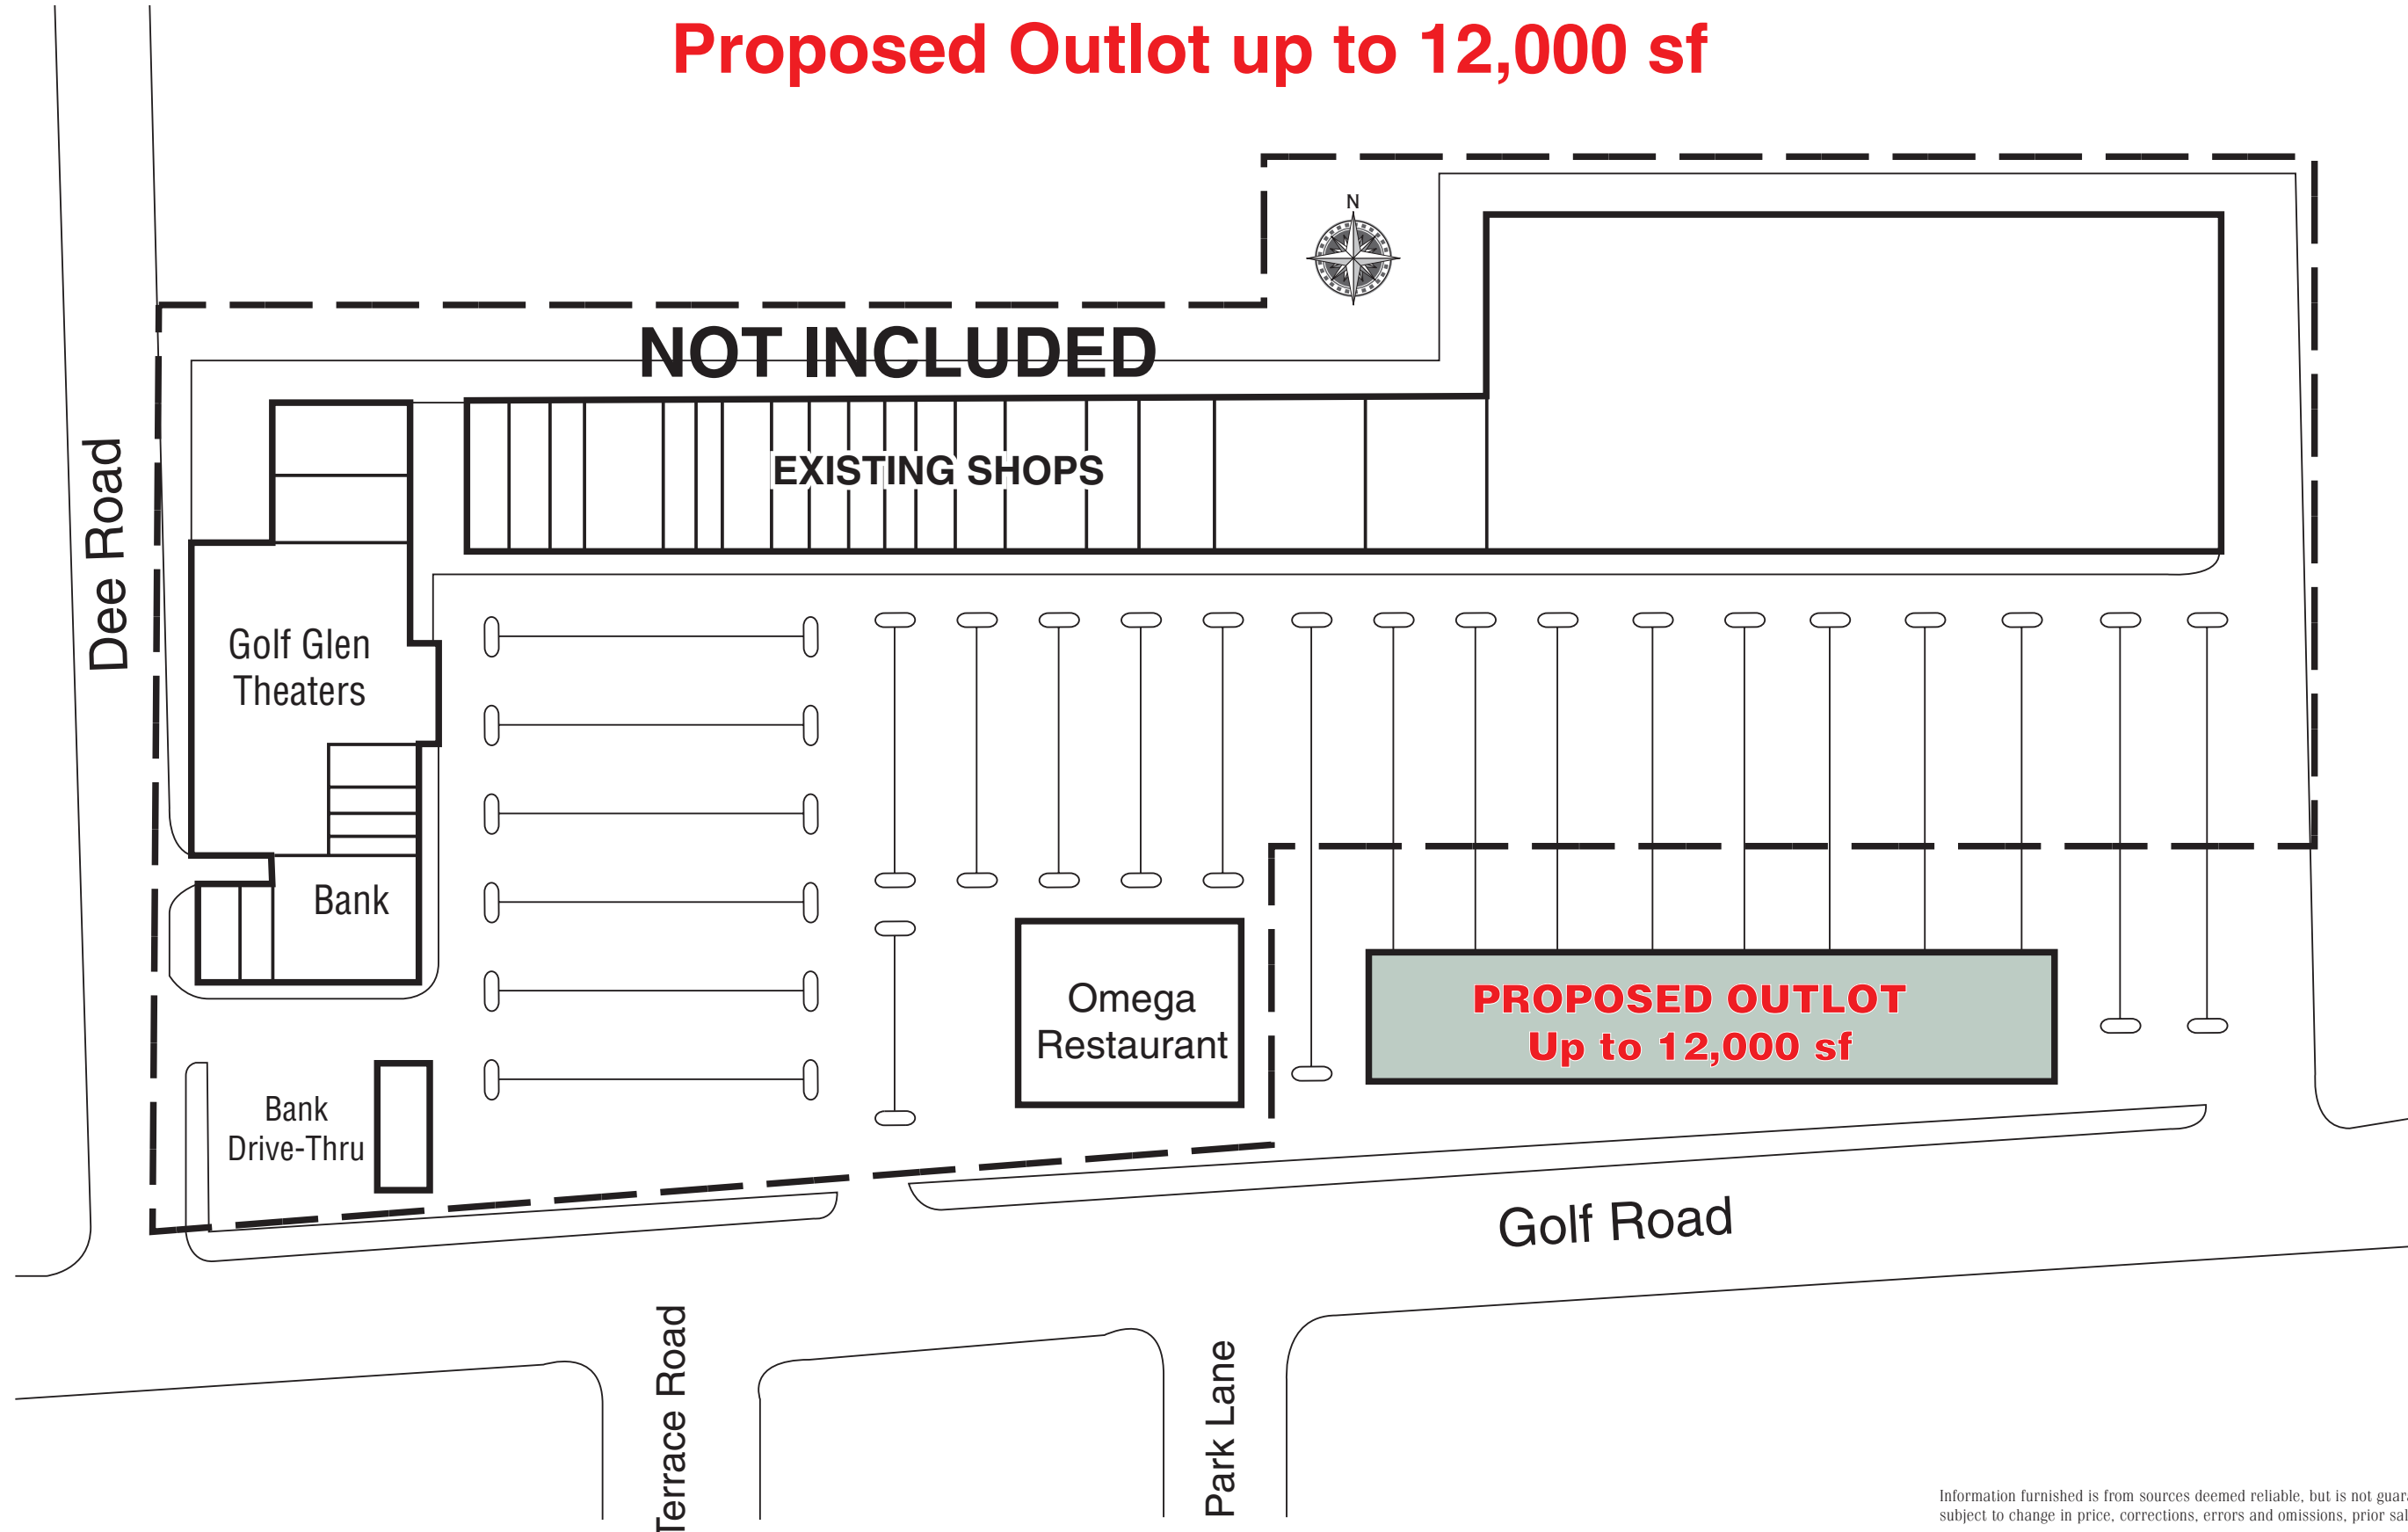 Proposed Outlot up to 12,000 sf
N
NOT INCLUDED
EXISTING SHOPS
Dee Road
Golf Glen
Theaters
Bank
Omega
Restaurant
PROPOSED OUTLOT
Up to 12,000 sf
Bank
Drive-Thru
Golf Road
Terrace Road
Park Lane
Information furnished is from sources deemed reliable, but is not
subject to change in price, corrections, errors and omissions, prior